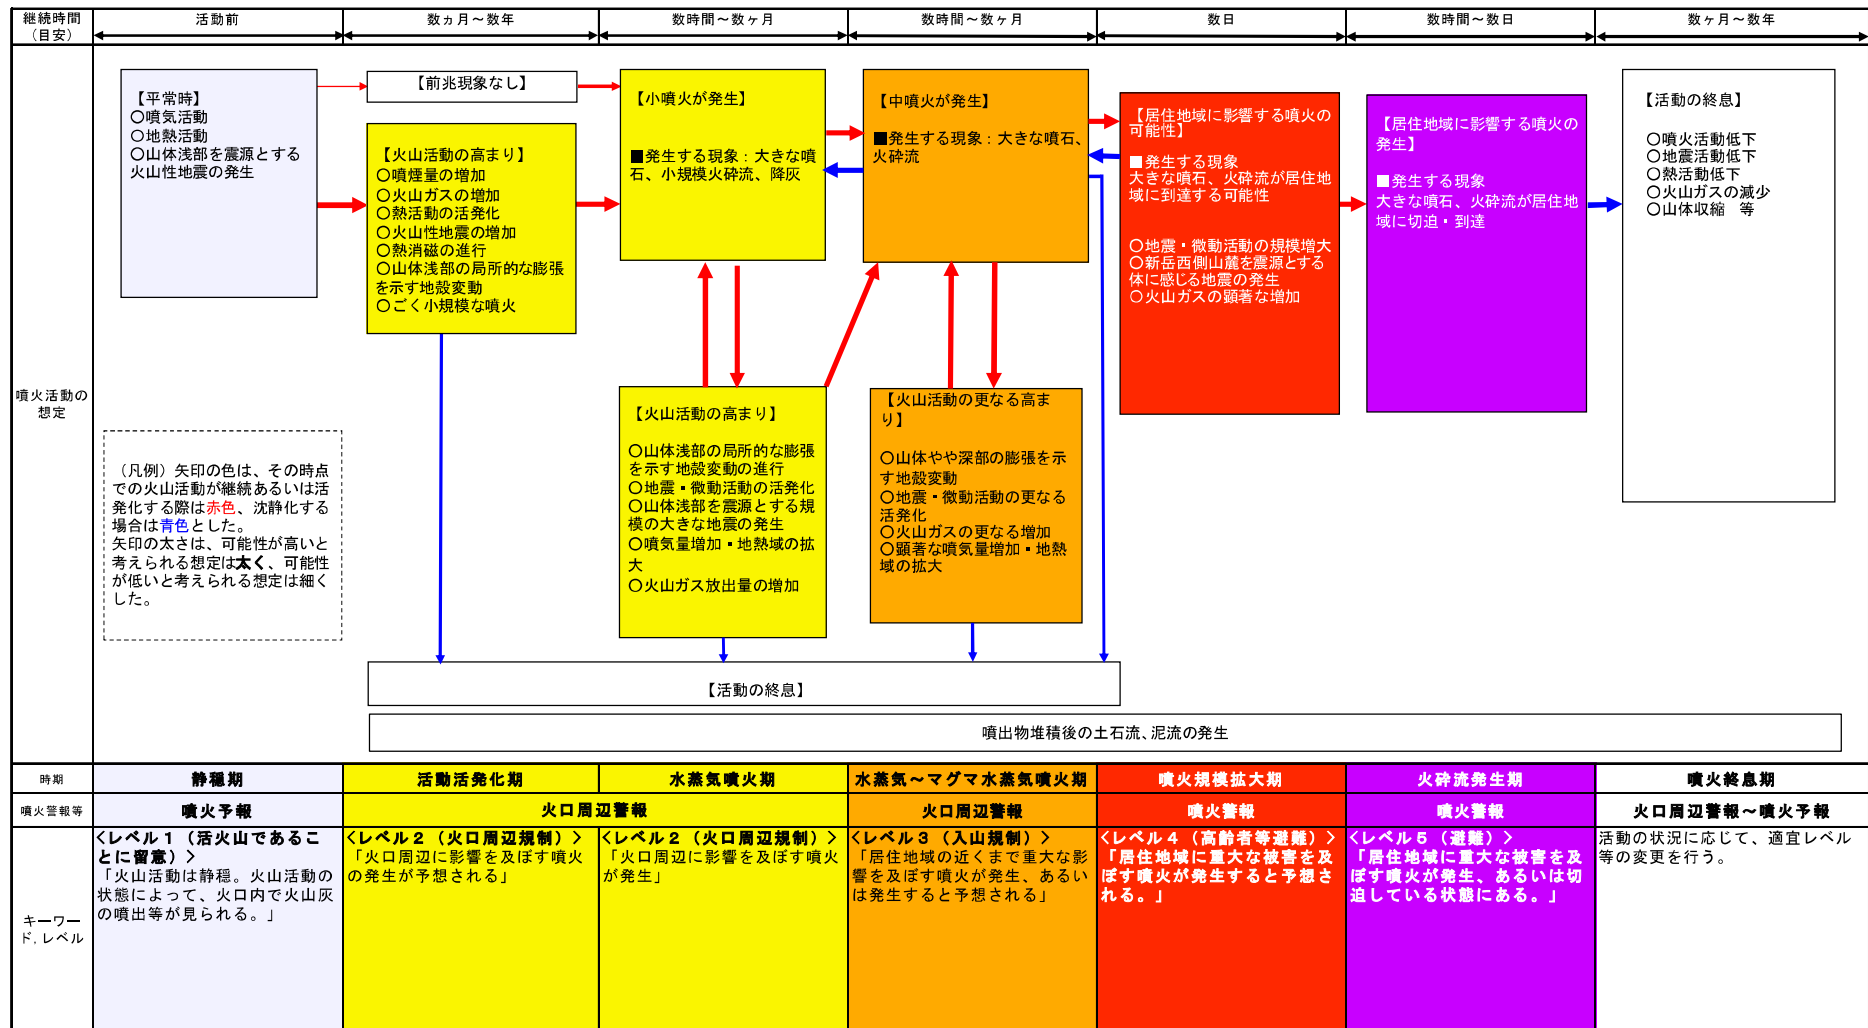 継続時間
（目安）
活動前
数ヵ月～数年
数時間～数ヶ月
数時間～数ヶ月
数日
数時間～数日
数ヶ月～数年
噴火活動の
想定
【平常時】
〇噴気活動
〇地熱活動
〇山体浅部を震源とする
火山性地震の発生
【前兆現象なし】
【火山活動の高まり】
〇噴煙量の増加
〇火山ガスの増加
〇熱活動の活発化
〇火山性地震の増加
〇熱消磁の進行
〇山体浅部の局所的な膨張
を示す地殻変動
〇ごく小規模な噴火
【小噴火が発生】
■発生する現象：大きな噴
石、小規模火砕流、降灰
【中噴火が発生】
■発生する現象：大きな噴石、
火砕流
【居住地域に影響する噴火の
可能性】
■発生する現象
大きな噴石、火砕流が居住地
域に到達する可能性
〇地震・微動活動の規模増大
〇新岳西側山麓を震源とする
体に感じる地震の発生
〇火山ガスの顕著な増加
【居住地域に影響する噴火の
発生】
■発生する現象
大きな噴石、火砕流が居住地
域に切迫・到達
【活動の終息】
〇噴火活動低下
〇地震活動低下
〇熱活動低下
〇火山ガスの減少
〇山体収縮　等
【火山活動の高まり】
〇山体浅部の局所的な膨張
を示す地殻変動の進行
〇地震・微動活動の活発化
〇山体浅部を震源とする規
模の大きな地震の発生
〇噴気量増加・地熱域の拡
大
〇火山ガス放出量の増加
【火山活動の更なる高ま
り】
〇山体やや深部の膨張を示
す地殻変動
〇地震・微動活動の更なる
活発化
〇火山ガスの更なる増加
〇顕著な噴気量増加・地熱
域の拡大
（凡例）矢印の色は、その時点
での火山活動が継続あるいは活
発化する際は赤色、沈静化する
場合は青色とした。
矢印の太さは、可能性が高いと
考えられる想定は太く、可能性
が低いと考えられる想定は細く
した。
【活動の終息】
噴出物堆積後の土石流、泥流の発生
時期
静穏期
活動活発化期
水蒸気噴火期
水蒸気～マグマ水蒸気噴火期
噴火規模拡大期
火砕流発生期
噴火終息期
噴火警報等
噴火予報
火口周辺警報
火口周辺警報
噴火警報
噴火警報
火口周辺警報～噴火予報
キーワー
ド,レベル
＜レベル１（活火山であるこ
とに留意）＞
「火山活動は静穏。火山活動の
状態によって、火口内で火山灰
の噴出等が見られる。」
＜レベル２（火口周辺規制）＞
「火口周辺に影響を及ぼす噴火
の発生が予想される」
＜レベル２（火口周辺規制）＞
「火口周辺に影響を及ぼす噴火
が発生」
＜レベル３（入山規制）＞
「居住地域の近くまで重大な影
響を及ぼす噴火が発生、あるい
は発生すると予想される」
＜レベル４（高齢者等避難）＞
「居住地域に重大な被害を及
ぼす噴火が発生すると予想さ
れる。」
＜レベル５（避難）＞
「居住地域に重大な被害を及
ぼす噴火が発生、あるいは切
迫している状態にある。」
活動の状況に応じて、適宜レベル
等の変更を行う。